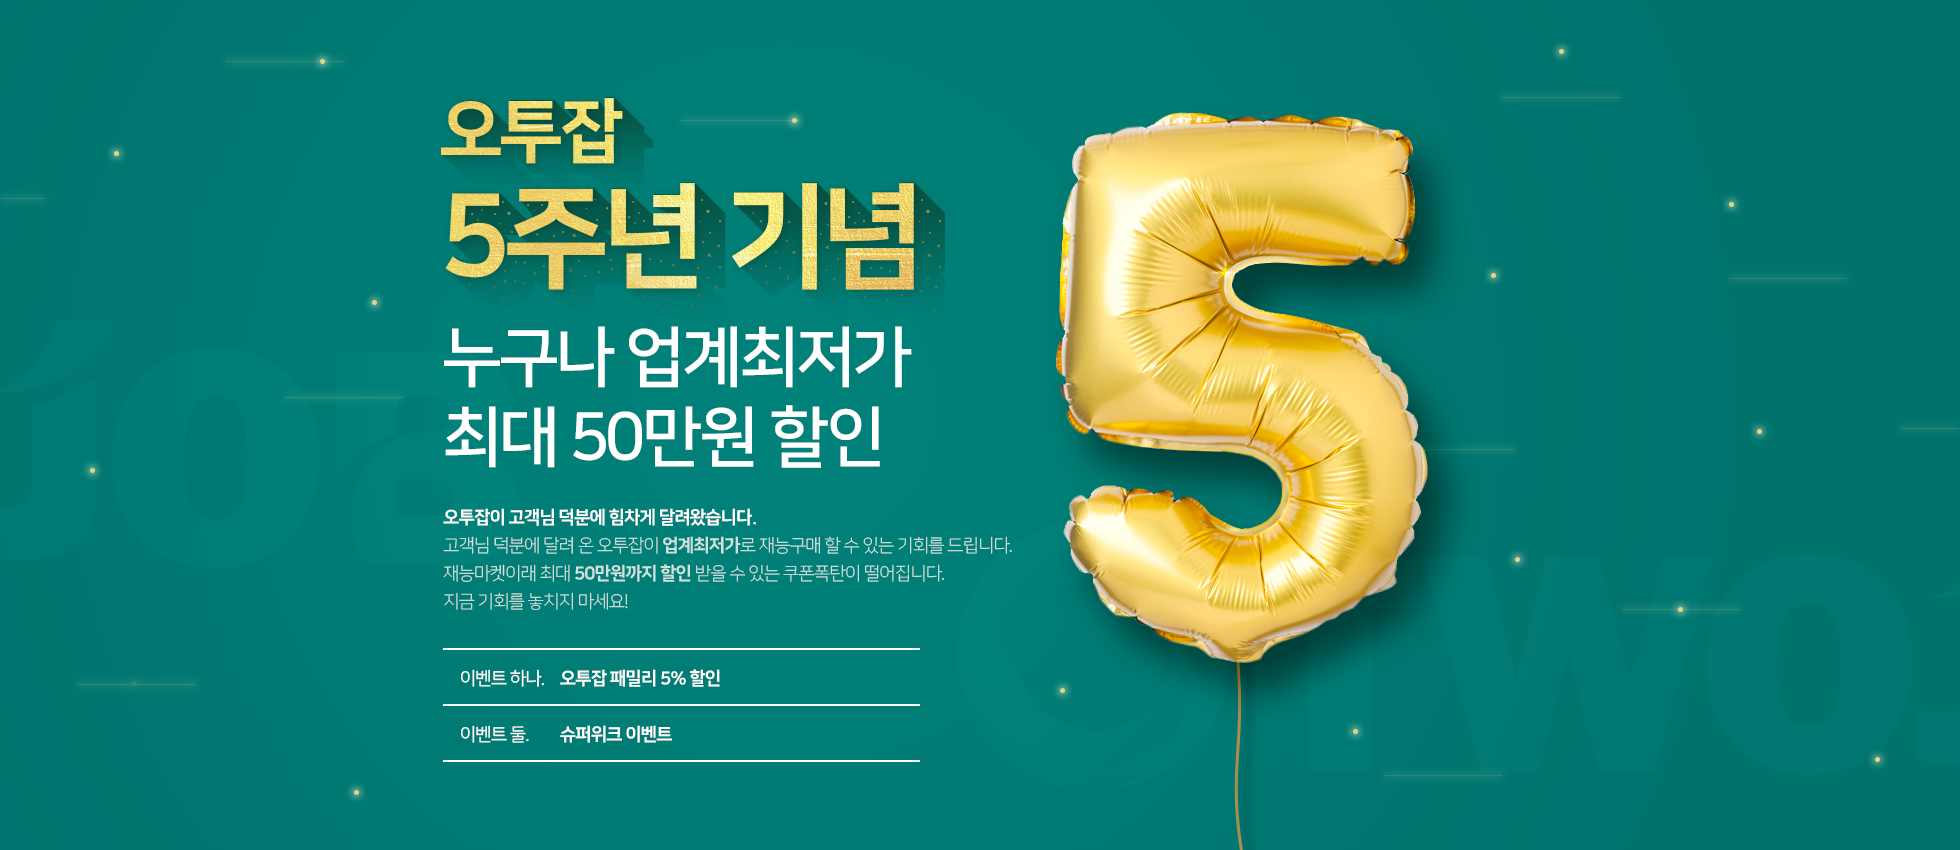 오투잡
5주년 기념
누구나 업계최저가
최대 50만원 할인
오투잡이 고객님 덕분에 힘차게 달려왔습니다.
고객님 덕분에 달려 온 오투잡이 업계최저가로 재능구매 할 수 있는 기회를 드립니다.
재능마켓이래 최대 50만원까지 할인 받을 수 있는 쿠폰폭탄이 떨어집니다.
지금 기회를 놓치지 마세요!
이벤트 하나. 오투잡 패밀리 5% 할인
이벤트 둘. 슈퍼위크 이벤트
5